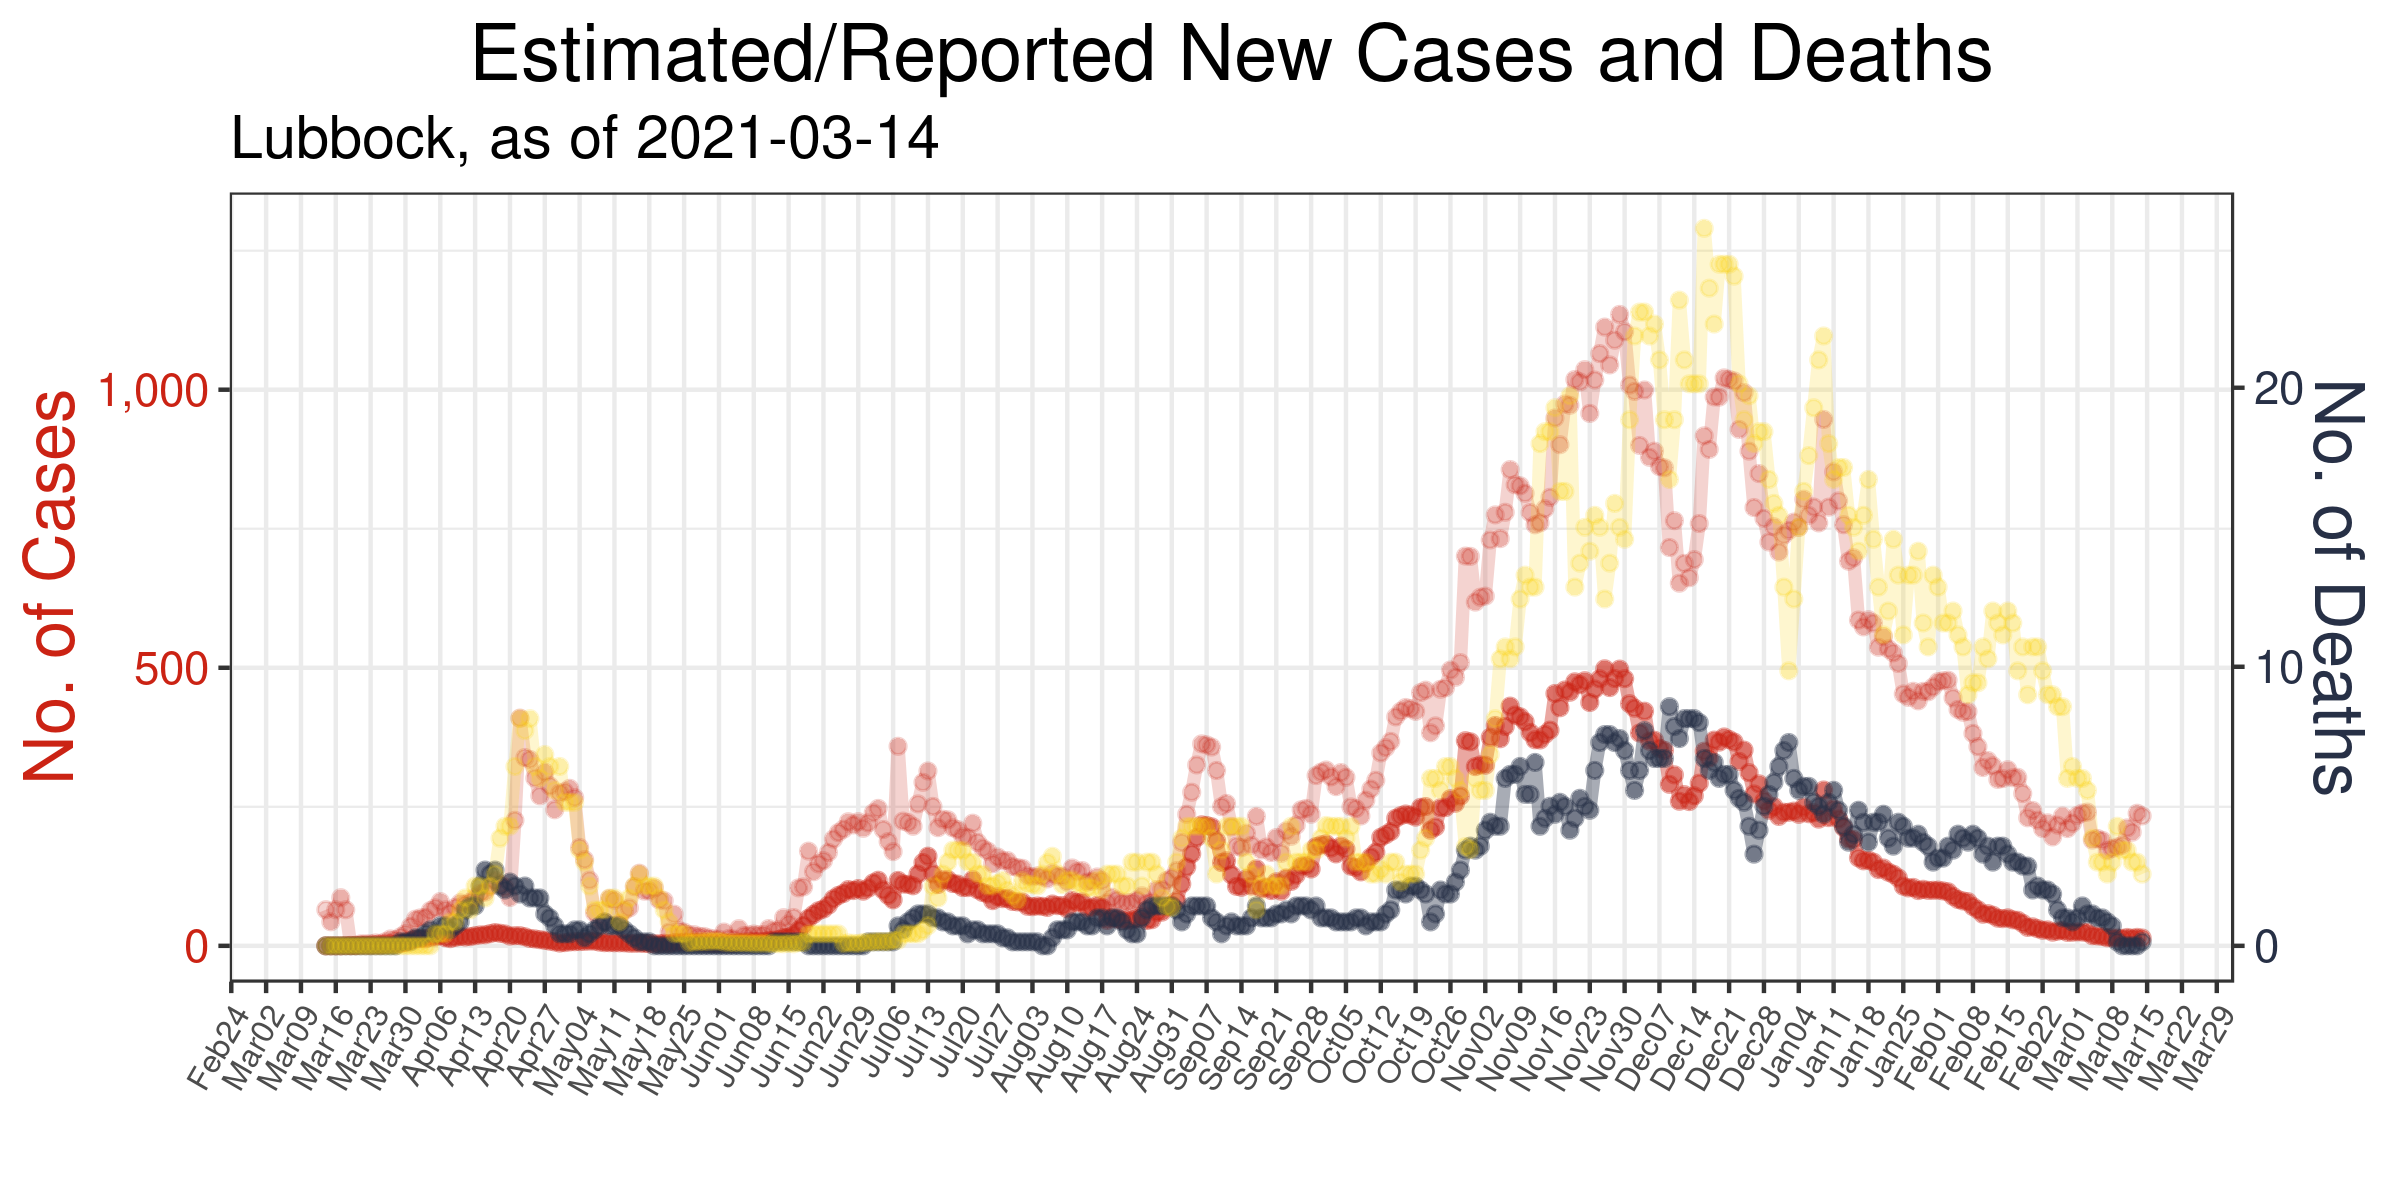 Estimated/Reported New Cases and Deaths
Lubbock, as of 2021-03-14
No. of Cases
1,000
500
0
20
10
0
No. of Deaths
Feb24
Mar02
Mar09
Mar16
Mar23
Mar30
Apr06
Apr13
Apr20
Apr27
May04
May11
May18
May25
Jun01
Jun08
Jun15
Jun22
Jun29
Jul06
Jul13
Jul20
Jul27
Aug03
Aug10
Aug17
Aug24
Aug31
Sep07
Sep14
Sep21
Sep28
Oct05
Oct12
Oct19
Oct26
Nov02
Nov09
Nov16
Nov23
Nov30
Dec07
Dec14
Dec21
Dec28
Jan04
Jan11
Jan18
Jan25
Feb01
Feb08
Feb15
Feb22
Mar01
Mar08
Mar15
Mar22
Mar29